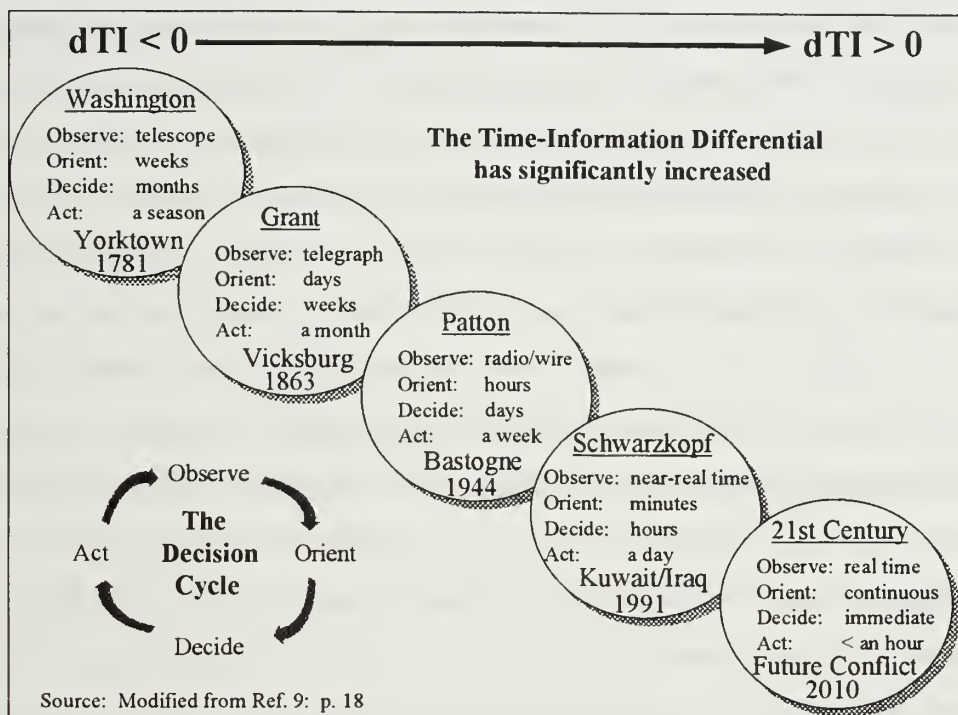 dTI < 0
dTI > 0
The Time-Information Differential
has significantly increased
Washington
Observe: telescope
Orient: weeks
Decide: months
Act: a season
Yorktown
1781
Grant
Observe: telegraph
Orient: days
Decide: weeks
Act: a month
Vicksburg
1863
Patton
Observe: radio/wire
Orient: hours
Decide: days
Act: a week
Bastogne
1944
Schwarzkopf
Observe: near-real time
Orient: minutes
Decide: hours
Act: a day
Kuwait/Iraq
1991
21st Century
Observe: real time
Orient: continuous
Decide: immediate
Act: < an hour
Future Conflict
2010
Observe
Orient
Decide
Act
The
Decision
Cycle
Source: Modified from Ref. 9: p. 18